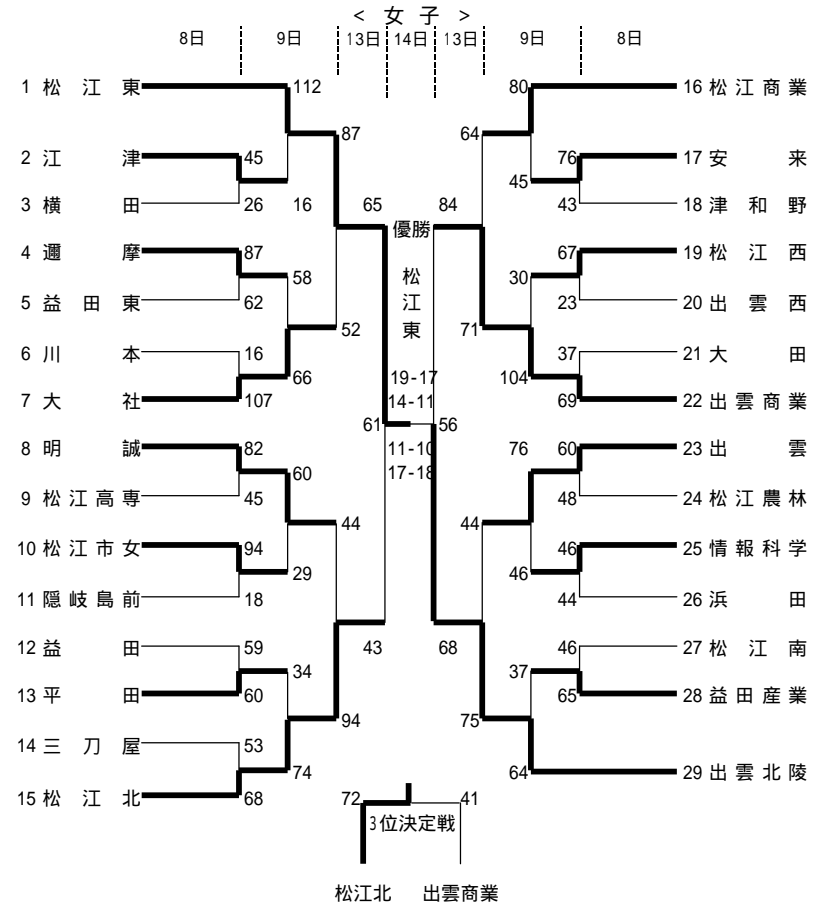 < 女 子 >
8日 9日 13日 14日 13日 9日 8日
1 松江東 112 80 16 松江商業
87 64
2 江津 45 76 17 安来
45
3 横田 26 16 65 84 43 18 津和野
優勝
4 邇摩 87 67 19 松江西
58 松 30
5 益田東 62 江 23 20 出雲西
52 東 71
6 川本 16 37 21 大田
66 19-17 104
7 大社 107 14-11 69 22 出雲商業
61 56
8 明誠 82 11-10 76 60 23 出雲
60 17-18
9 松江高専 45 48 24 松江農林
44 44
10 松江市女 94 46 25 情報科学
29 46
11 隠岐島前 18 44 26 浜田
12 益田 59 43 68 46 27 松江南
34 37
13 平田 60 65 28 益田産業
94 75
14 三刀屋 53
74 64 29 出雲北陵
15 松江北 68 72 41
3位決定戦
松江北 出雲商業